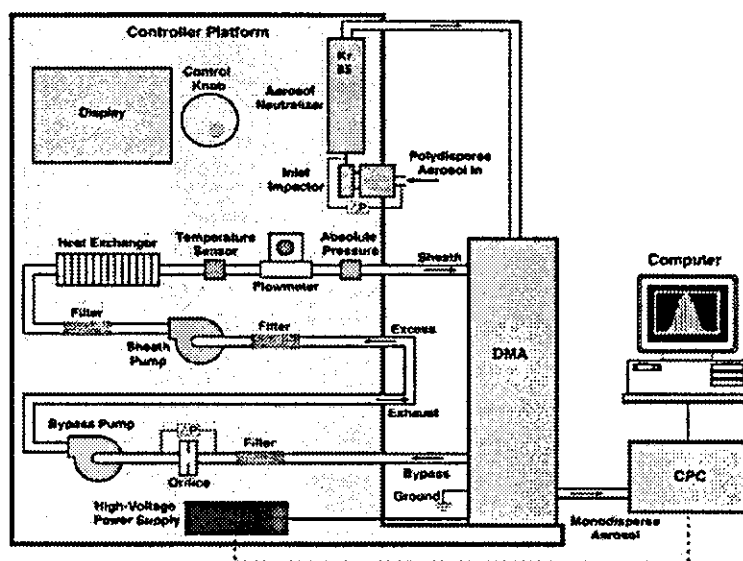 Controller Platform
Kr
85
Control
Knob
Display
Aerosol
Neutralizer
Polydisperse
Aerosol In
Inlet
Impactor
P
Heat Exchanger
Temperature
Sensor
Absolute
Pressure
Flowmeter
Sheath
Computer
Filter
Filter
Sheath
Pump
Excess
DMA
Exhaust
Bypass Pump
P
Filter
Orifice
Bypass
Ground
CPC
High-Voltage
Power Supply
Monodisperse
Aerosol